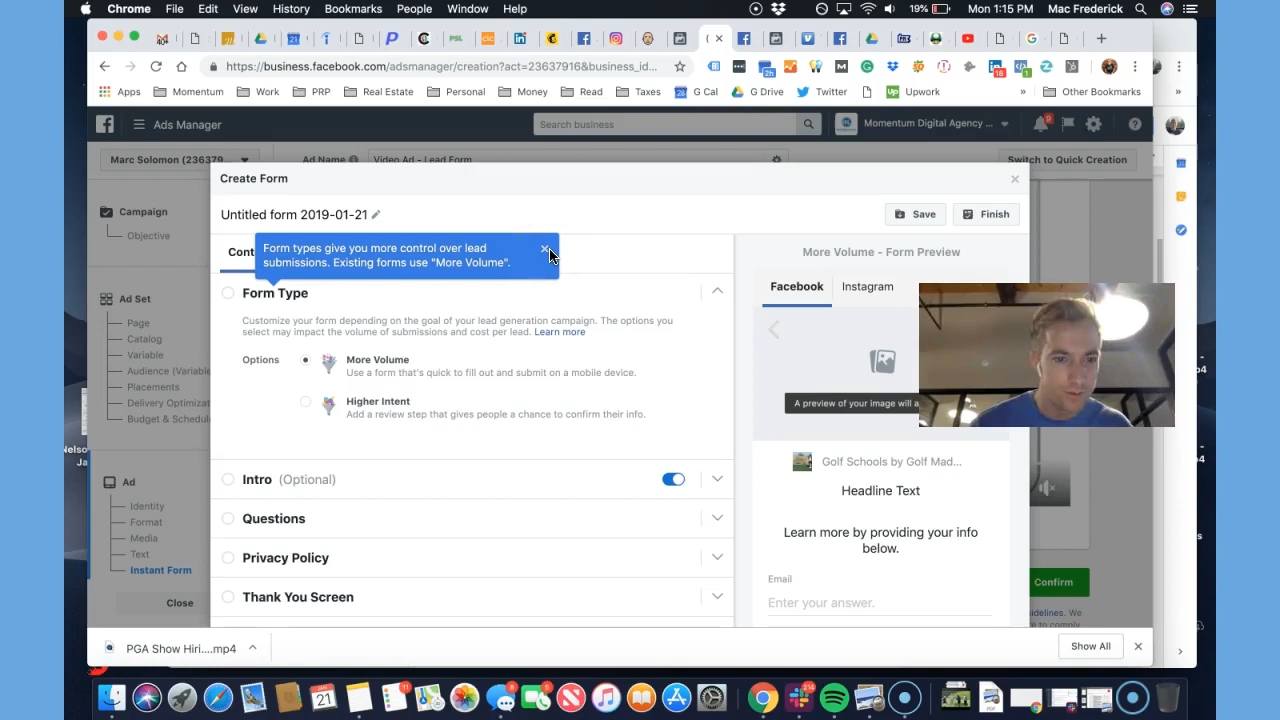 Chrome File Edit View History Bookmarks People Window Help 19% Mon 1:15 PM Mac Frederick
https://business.facebook.com/adsmanager/creation?act=23637916&business_id...
Apps Momentum Work PRP Real Estate Personal Money Read Taxes G Cal G Drive Twitter Upwork » Other Bookmarks »
Ads Manager Search business Momentum Digital Agency ...
Marc Solomon (236379... Ad Name Video Ad - Lead Form Switch to Quick Creation
Campaign
Objective
Ad Set
Page
Catalog
Variable
Audience (Variable
Placements
Delivery Optimizat
Budget & Schedul
Ad
Identity
Format
Media
Text
Instant Form
Close
Create Form
Untitled form 2019-01-21
Save
Finish
Cont
Form types give you more control over lead
submissions. Existing forms use "More Volume".
Form Type
Customize your form depending on the goal of your lead generation campaign. The options you
select may impact the volume of submissions and cost per lead. Learn more
Options
More Volume
Use a form that's quick to fill out and submit on a mobile device.
Higher Intent
Add a review step that gives people a chance to confirm their info.
Intro (Optional)
Questions
Privacy Policy
Thank You Screen
More Volume - Form Preview
Facebook Instagram
A preview of your image will a
Golf Schools by Golf Mad...
Headline Text
Learn more by providing your info
below.
Email
Enter your answer.
Confirm
idelines. We
to comply
PGA Show Hiri....mp4
Show All